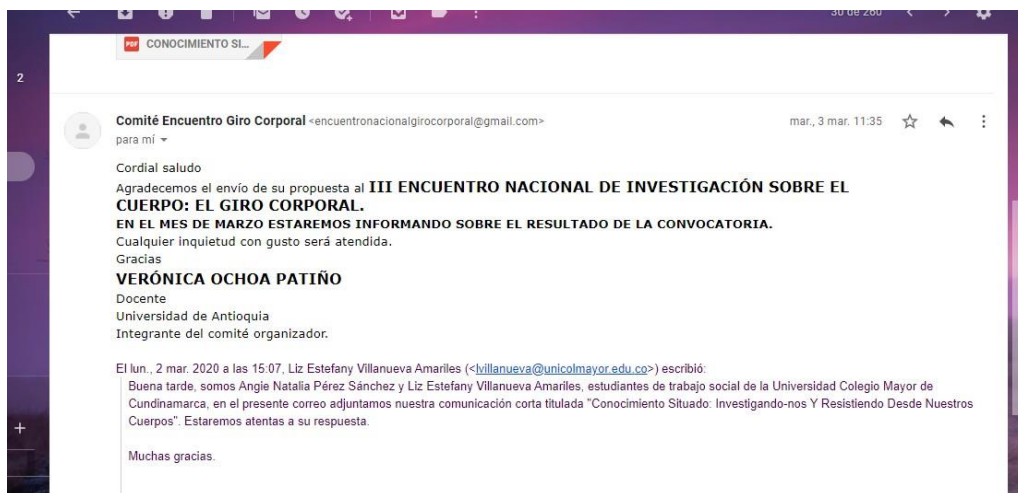 30 de 280
PDF CONOCIMIENTO SI...
2
Comité Encuentro Giro Corporal <encuentronacionalgirocorporal@gmail.com>
mar., 3 mar. 11:35
para mí
Cordial saludo
Agradecemos el envío de su propuesta al III ENCUENTRO NACIONAL DE INVESTIGACIÓN SOBRE EL
CUERPO: EL GIRO CORPORAL.
EN EL MES DE MARZO ESTAREMOS INFORMANDO SOBRE EL RESULTADO DE LA CONVOCATORIA.
Cualquier inquietud con gusto será atendida.
Gracias
VERÓNICA OCHOA PATIÑO
Docente
Universidad de Antioquia
Integrante del comité organizador.
El lun., 2 mar. 2020 a las 15:07, Liz Estefany Villanueva Amariles (<lvillanueva@unicolmayor.edu.co>) escribió:
Buena tarde, somos Angie Natalia Pérez Sánchez y Liz Estefany Villanueva Amariles, estudiantes de trabajo social de la Universidad Colegio Mayor de
Cundinamarca, en el presente correo adjuntamos nuestra comunicación corta titulada "Conocimiento Situado: Investigando-nos Y Resistiendo Desde Nuestros
Cuerpos". Estaremos atentas a su respuesta.
Muchas gracias.